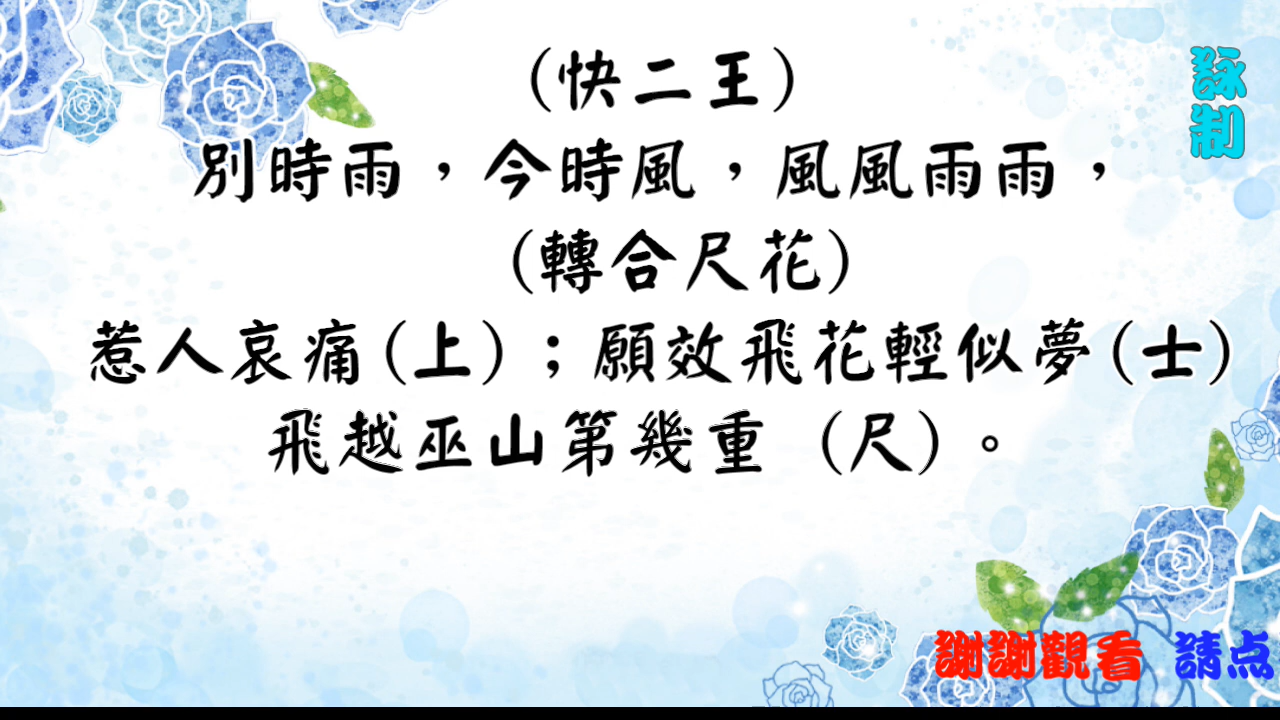 (快二王)
別時雨，今時風，風風雨雨，
(轉合尺花)
惹人哀痛(上)；願效飛花輕似夢(士)
飛越巫山第幾重 (尺)。
詠制
謝謝觀看 請点